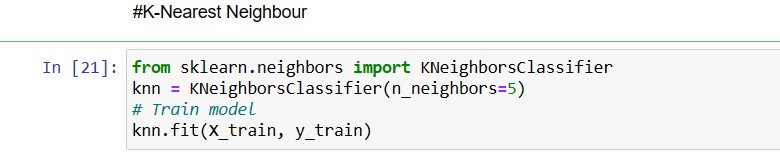 #K-Nearest Neighbour
In [21]: from sklearn.neighbors import KNeighborsClassifier
knn = KNeighborsClassifier(n_neighbors=5)
# Train model
knn.fit(X_train, y_train)